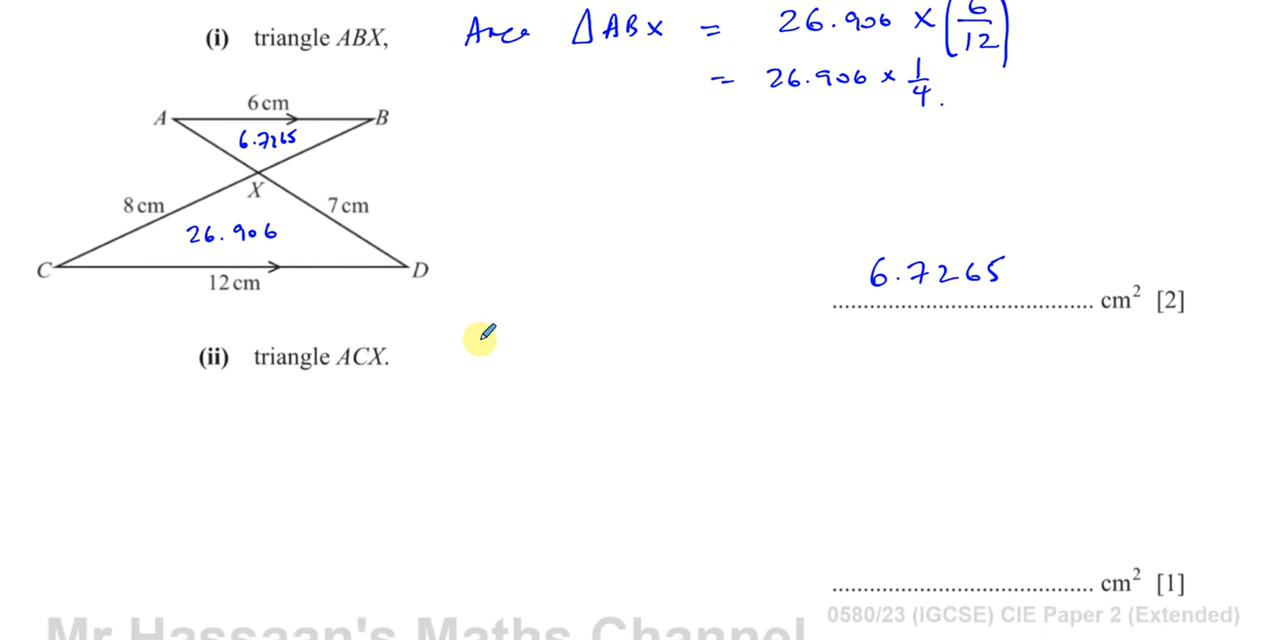 (i) triangle ABX,
Area △ABX = 26.906 × (6/12)
= 26.906 × 1/4.
6 cm
A
B
6.7265
X
8 cm
7 cm
26.906
C
D
12 cm
6.7265
.......................................... cm² [2]
(ii) triangle ACX.
.......................................... cm² [1]
0580/23 (IGCSE) CIE Paper 2 (Extended)
Mr Hassaan's Maths Channel